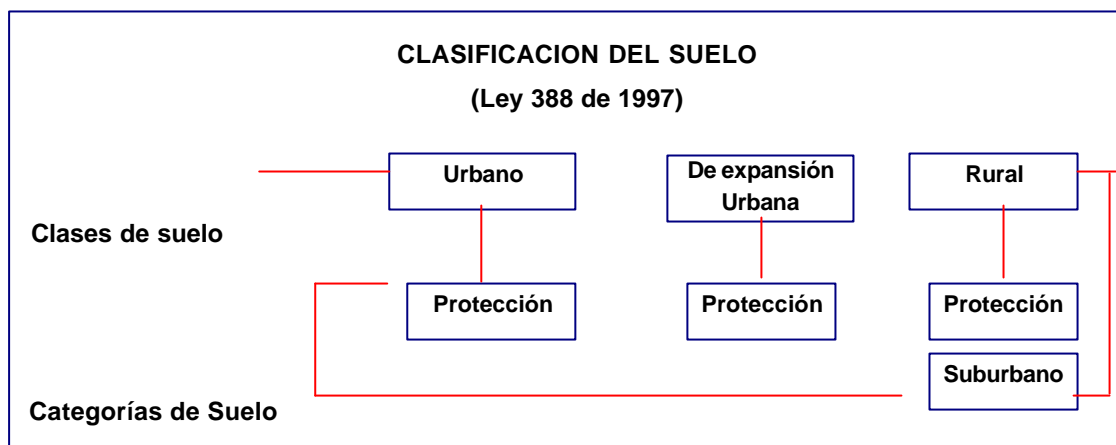 CLASIFICACION DEL SUELO
(Ley 388 de 1997)
Urbano
De expansión
Urbana
Rural
Clases de suelo
Protección
Protección
Protección
Suburbano
Categorías de Suelo